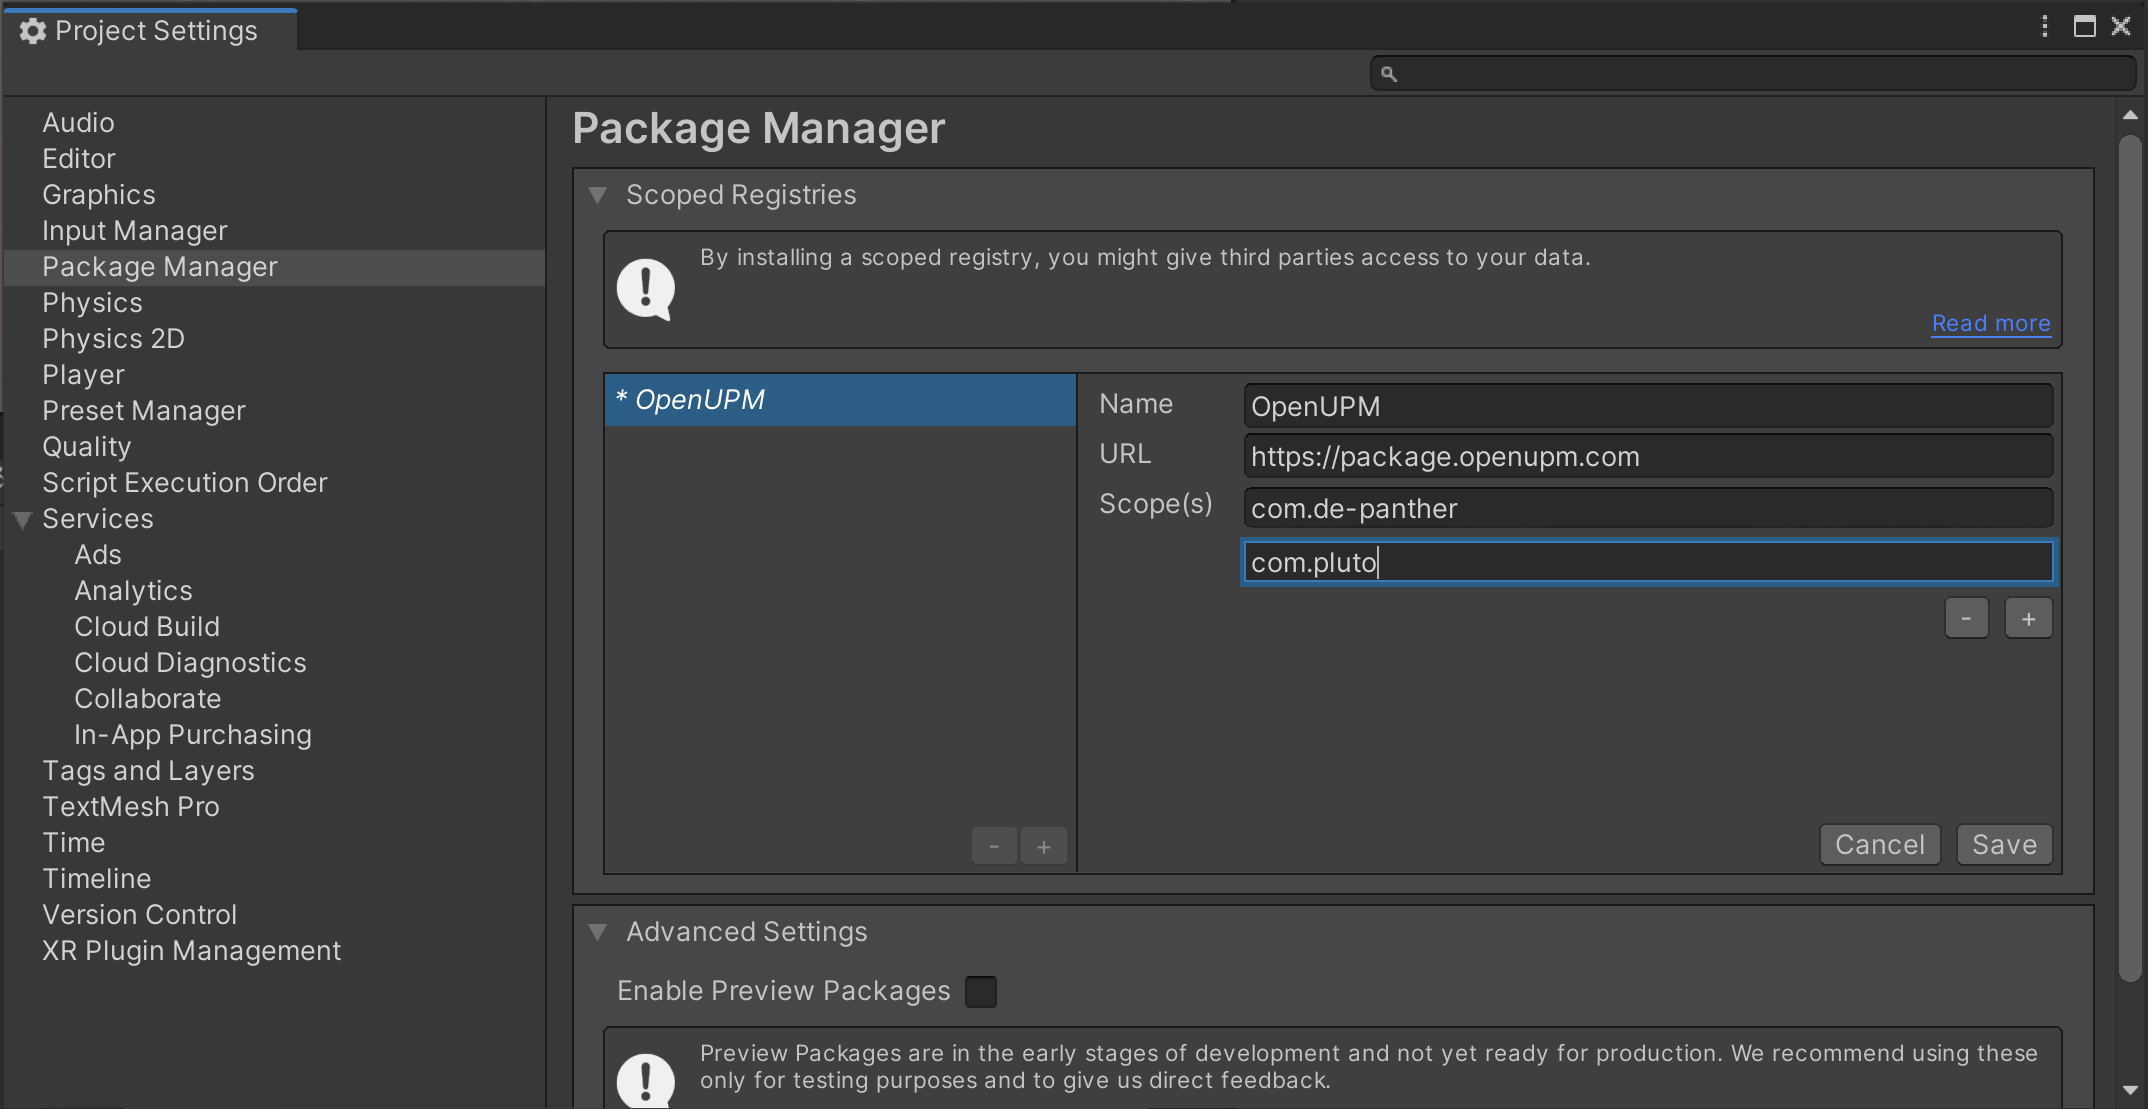 Project Settings
Audio
Editor
Graphics
Input Manager
Package Manager
Physics
Physics 2D
Player
Preset Manager
Quality
Script Execution Order
Services
Ads
Analytics
Cloud Build
Cloud Diagnostics
Collaborate
In-App Purchasing
Tags and Layers
TextMesh Pro
Time
Timeline
Version Control
XR Plugin Management
Package Manager
Scoped Registries
By installing a scoped registry, you might give third parties access to your data.
Read more
* OpenUPM
- +
Name OpenUPM
URL https://package.openupm.com
Scope(s) com.de-panther
com.pluto
- +
Cancel Save
Advanced Settings
Enable Preview Packages
Preview Packages are in the early stages of development and not yet ready for production. We recommend using these
only for testing purposes and to give us direct feedback.